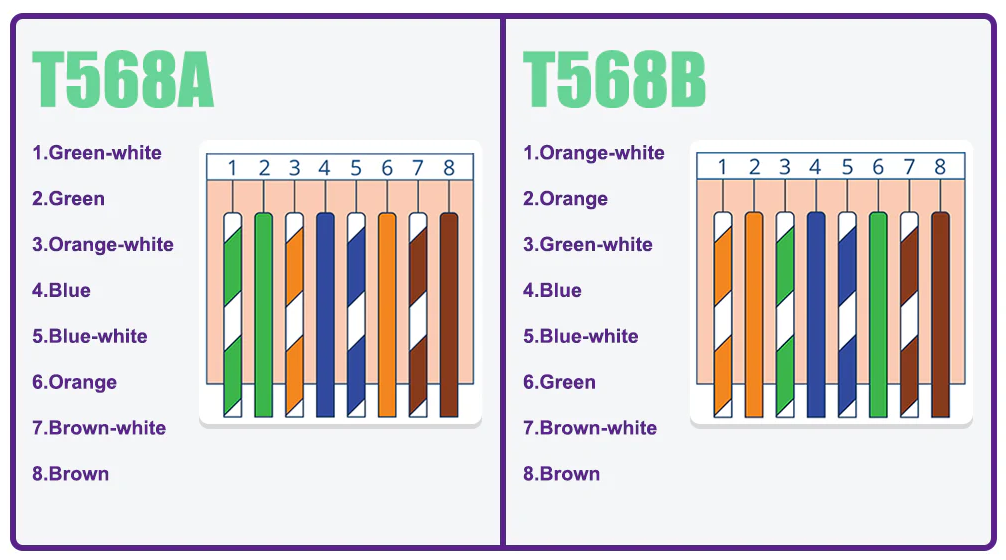 T568A
1.Green-white
2.Green
3.Orange-white
4.Blue
5.Blue-white
6.Orange
7.Brown-white
8.Brown
1 2 3 4 5 6 7 8
T568B
1.Orange-white
2.Orange
3.Green-white
4.Blue
5.Blue-white
6.Green
7.Brown-white
8.Brown
1 2 3 4 5 6 7 8